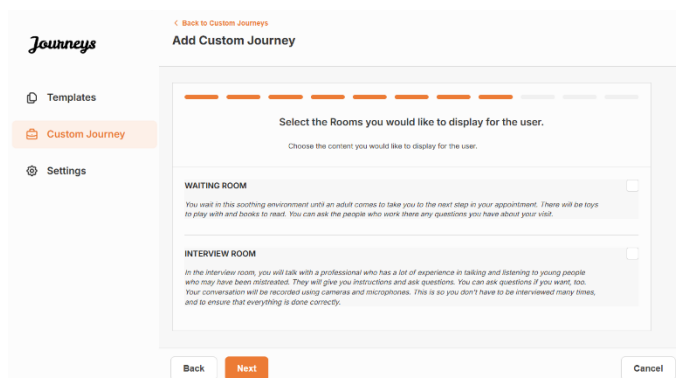 < Back to Custom Journeys
Journeys
Add Custom Journey
Templates
Custom Journey
Settings
Select the Rooms you would like to display for the user.
Choose the content you would like to display for the user.
WAITING ROOM
You wait in this soothing environment until an adult comes to take you to the next step in your appointment. There will be toys
to play with and books to read. You can ask the people who work there any questions you have about your visit.
INTERVIEW ROOM
In the interview room, you will talk with a professional who has a lot of experience in talking and listening to young people
who may have been mistreated. They will give you instructions and ask questions. You can ask questions if you want, too.
Your conversation will be recorded using cameras and microphones. This is so you don't have to be interviewed many times,
and to ensure that everything is done correctly.
Back
Next
Cancel